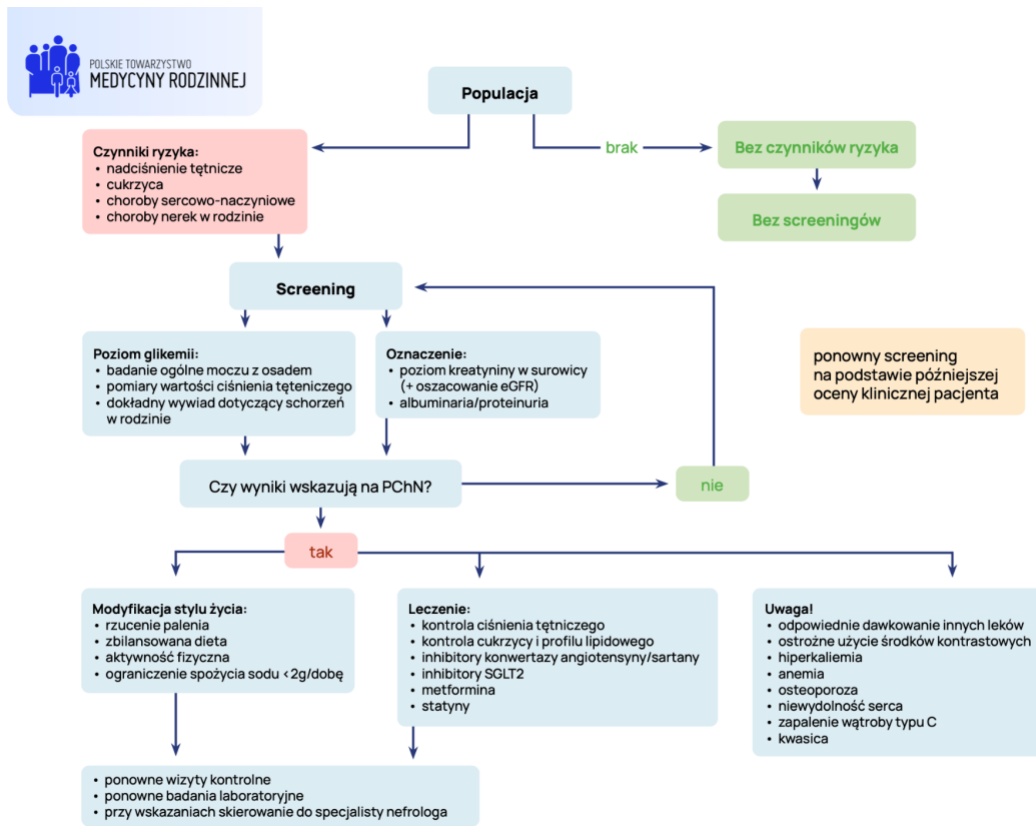 POLSKIE TOWARZYSTWO
MEDYCYNY RODZINNEJ
Populacja
Czynniki ryzyka:
• nadciśnienie tętnicze
• cukrzyca
• choroby sercowo-naczyniowe
• choroby nerek w rodzinie
brak
Bez czynników ryzyka
Bez screeningów
Screening
Poziom glikemii:
• badanie ogólne moczu z osadem
• pomiary wartości ciśnienia tęteniczego
• dokładny wywiad dotyczący schorzeń
w rodzinie
Oznaczenie:
• poziom kreatyniny w surowicy
(+ oszacowanie eGFR)
• albuminaria/proteinuria
ponowny screening
na podstawie późniejszej
oceny klinicznej pacjenta
Czy wyniki wskazują na PChN?
nie
tak
Modyfikacja stylu życia:
• rzucenie palenia
• zbilansowana dieta
• aktywność fizyczna
• ograniczenie spożycia sodu <2g/dobę
Leczenie:
• kontrola ciśnienia tętniczego
• kontrola cukrzycy i profilu lipidowego
• inhibitory konwertazy angiotensyny/sartany
• inhibitory SGLT2
• metformina
• statyny
Uwaga!
• odpowiednie dawkowanie innych leków
• ostrożne użycie środków kontrastowych
• hiperkaliemia
• anemia
• osteoporoza
• niewydolność serca
• zapalenie wątroby typu C
• kwasica
• ponowne wizyty kontrolne
• ponowne badania laboratoryjne
• przy wskazaniach skierowanie do specjalisty nefrologa